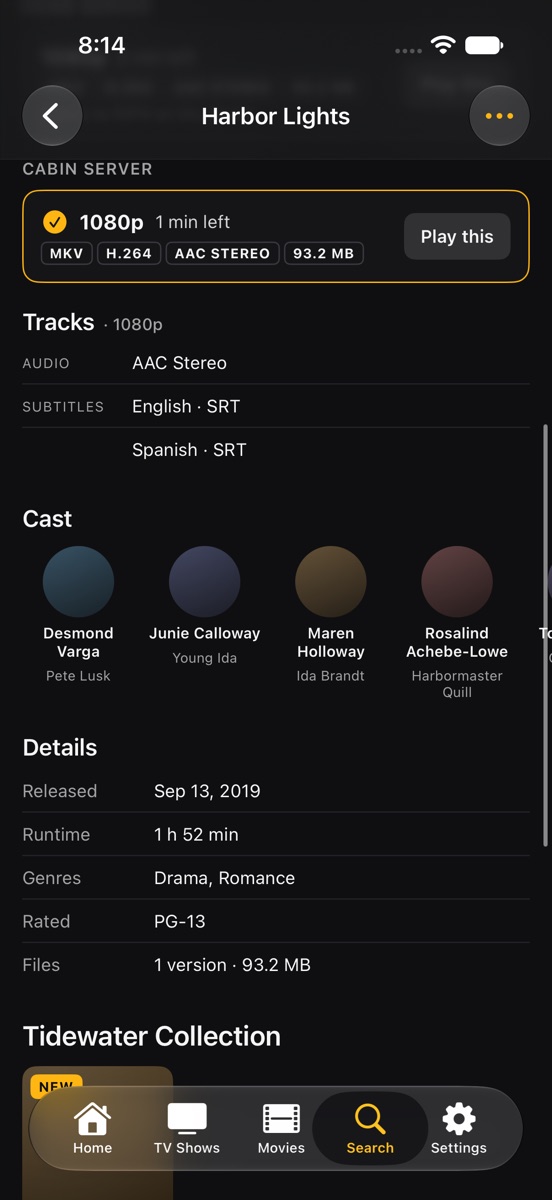 8:14
Harbor Lights
CABIN SERVER
1080p 1 min left
Play this
MKV H.264 AAC STEREO 93.2 MB
Tracks · 1080p
AUDIO AAC Stereo
SUBTITLES English · SRT
Spanish · SRT
Cast
Desmond
Varga
Pete Lusk
Junie Calloway
Young Ida
Maren
Holloway
Ida Brandt
Rosalind
Achebe-Lowe
Harbormaster
Quill
Details
Released Sep 13, 2019
Runtime 1 h 52 min
Genres Drama, Romance
Rated PG-13
Files 1 version · 93.2 MB
Tidewater Collection
NEW
Home TV Shows Movies Search Settings